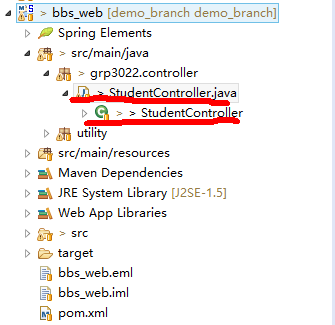 > bbs_web [demo_branch demo_branch]
Spring Elements
> src/main/java
> grp3022.controller
> StudentController.java
> > StudentController
> utility
src/main/resources
Maven Dependencies
JRE System Library [J2SE-1.5]
Web App Libraries
> src
target
bbs_web.eml
bbs_web.iml
pom.xml